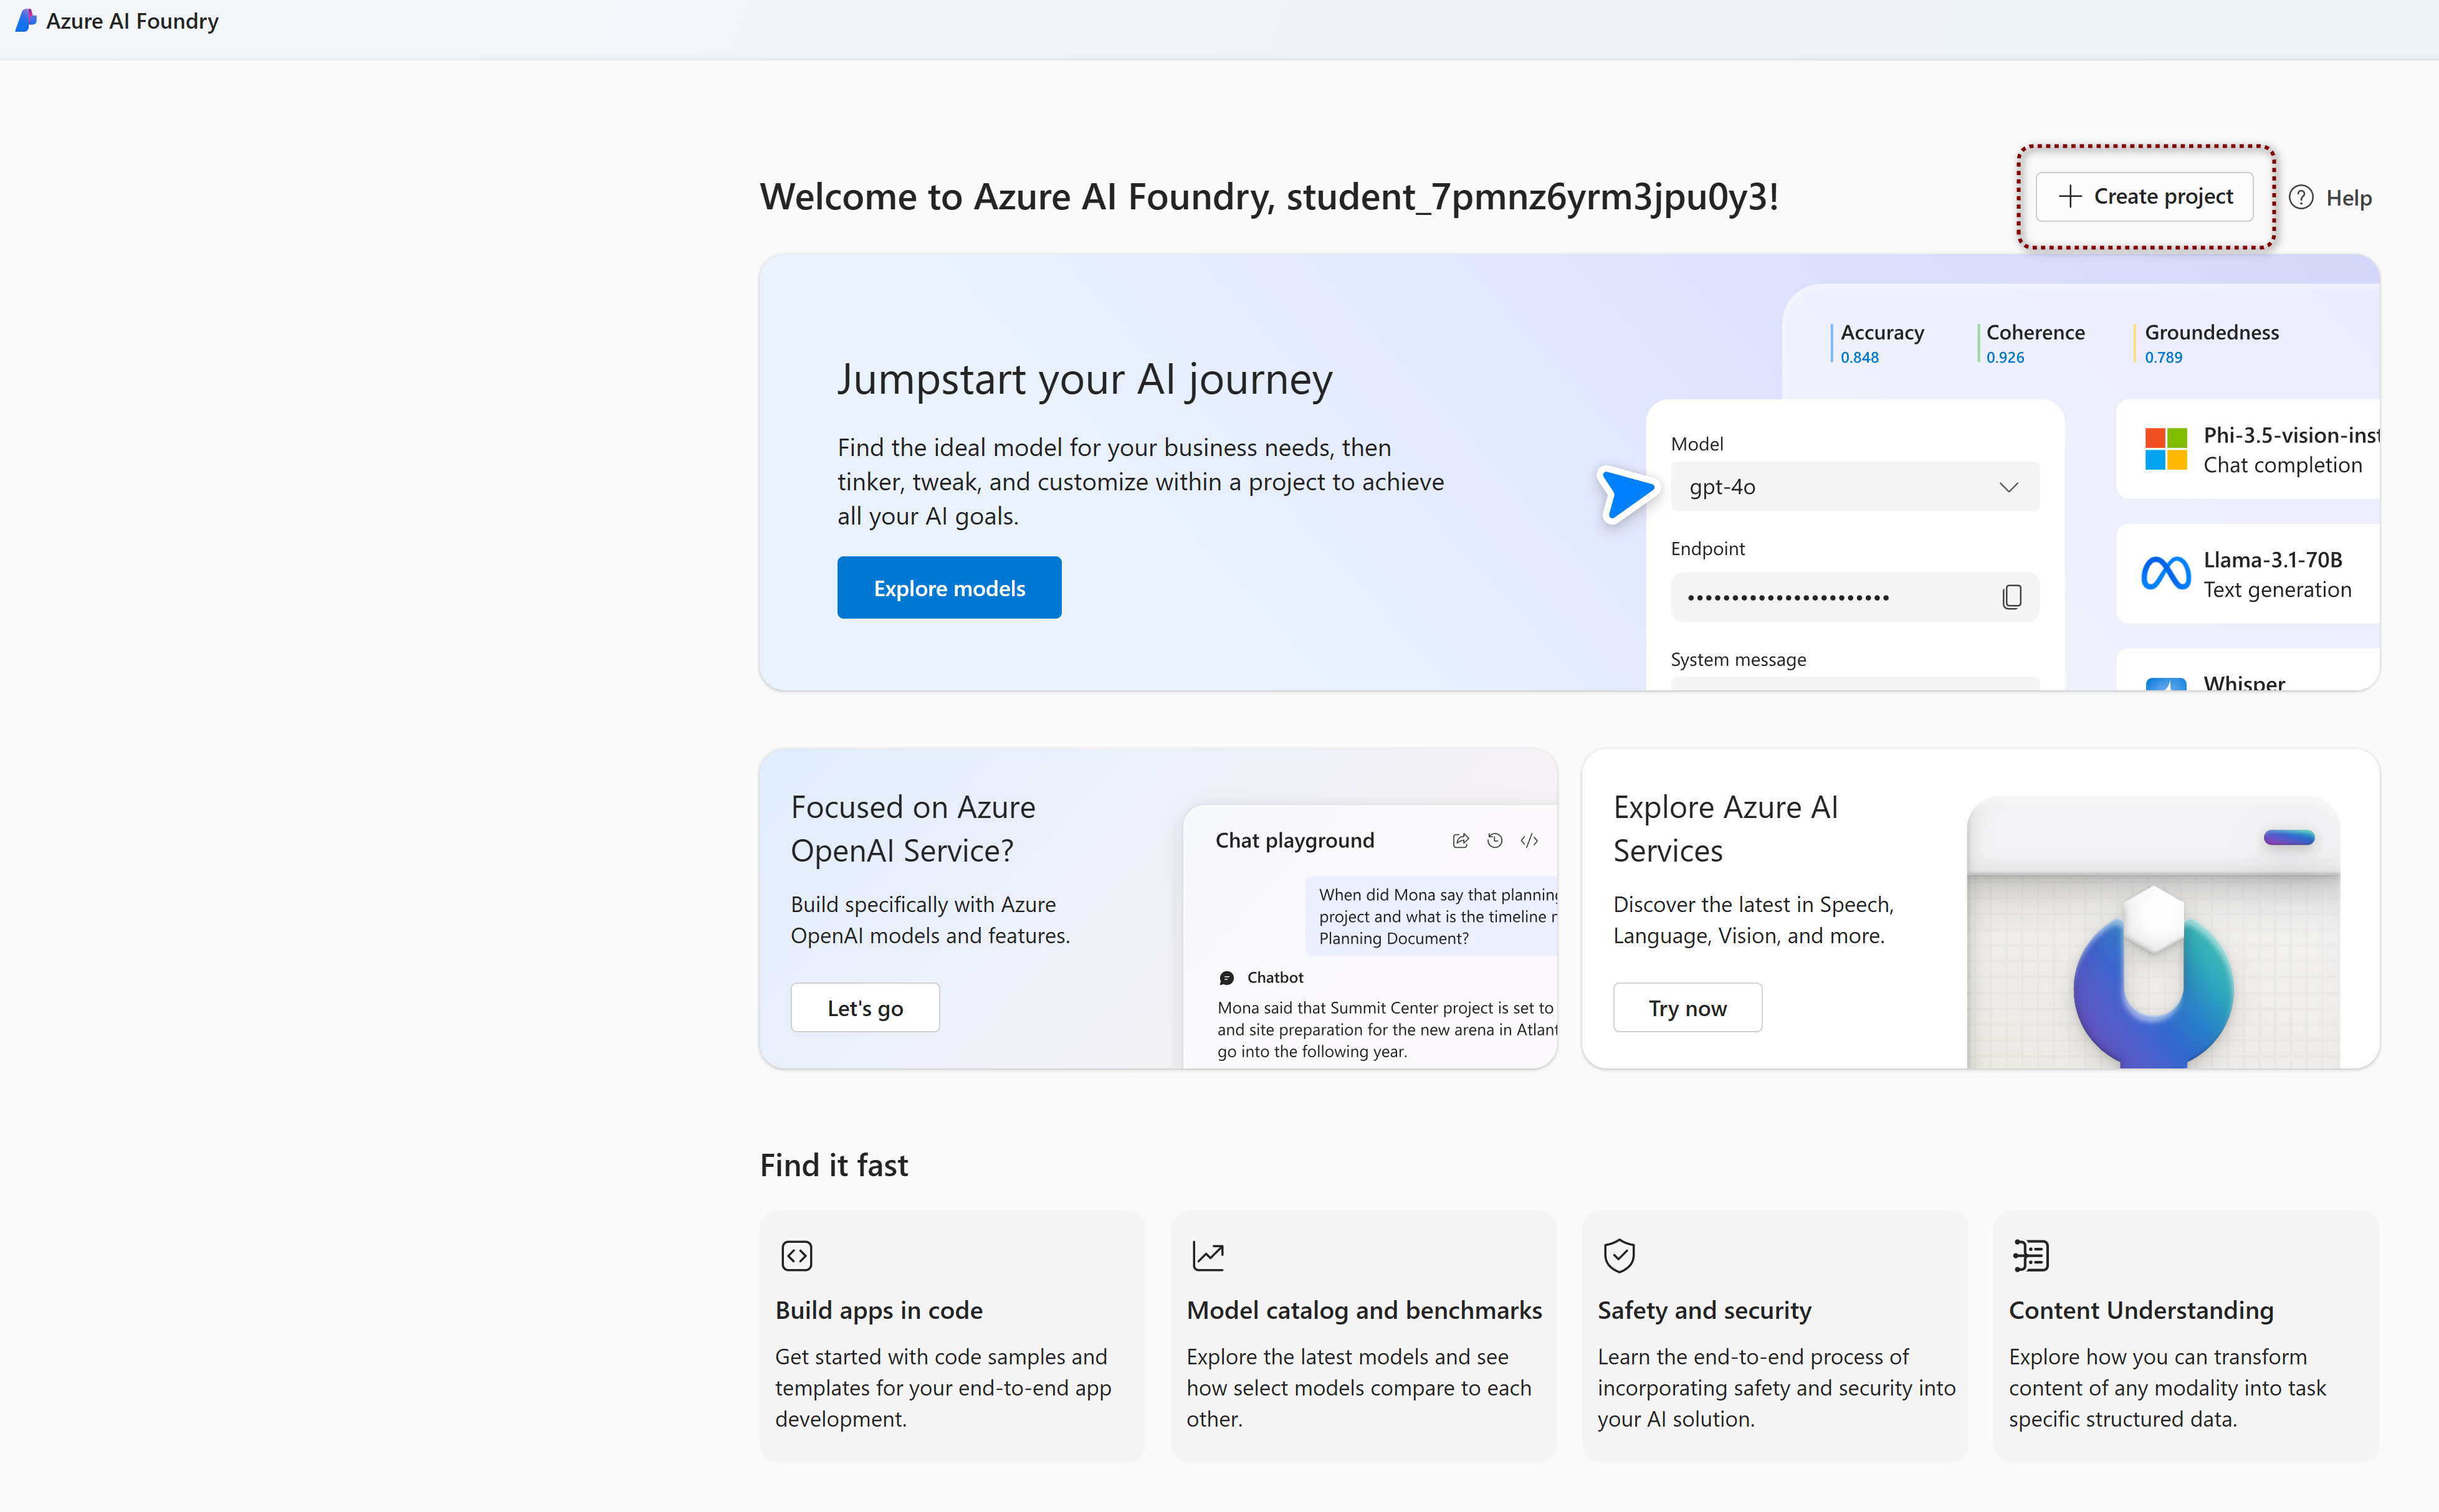 Azure AI Foundry
Welcome to Azure AI Foundry, student_7pmnz6yrm3jpu0y3!
Create project
Help
Jumpstart your AI journey
Find the ideal model for your business needs, then
tinker, tweak, and customize within a project to achieve
all your AI goals.
Explore models
Accuracy
0.848
Coherence
0.926
Groundedness
0.789
Model
gpt-4o
Endpoint
System message
Phi-3.5-vision-inst
Chat completion
Llama-3.1-70B
Text generation
Whisper
Focused on Azure
OpenAI Service?
Build specifically with Azure
OpenAI models and features.
Let's go
Chat playground
When did Mona say that planning
project and what is the timeline
Planning Document?
Chatbot
Mona said that Summit Center project is set to
and site preparation for the new arena in Atlant
go into the following year.
Explore Azure AI
Services
Discover the latest in Speech,
Language, Vision, and more.
Try now
Find it fast
Build apps in code
Get started with code samples and
templates for your end-to-end app
development.
Model catalog and benchmarks
Explore the latest models and see
how select models compare to each
other.
Safety and security
Learn the end-to-end process of
incorporating safety and security into
your AI solution.
Content Understanding
Explore how you can transform
content of any modality into task
specific structured data.